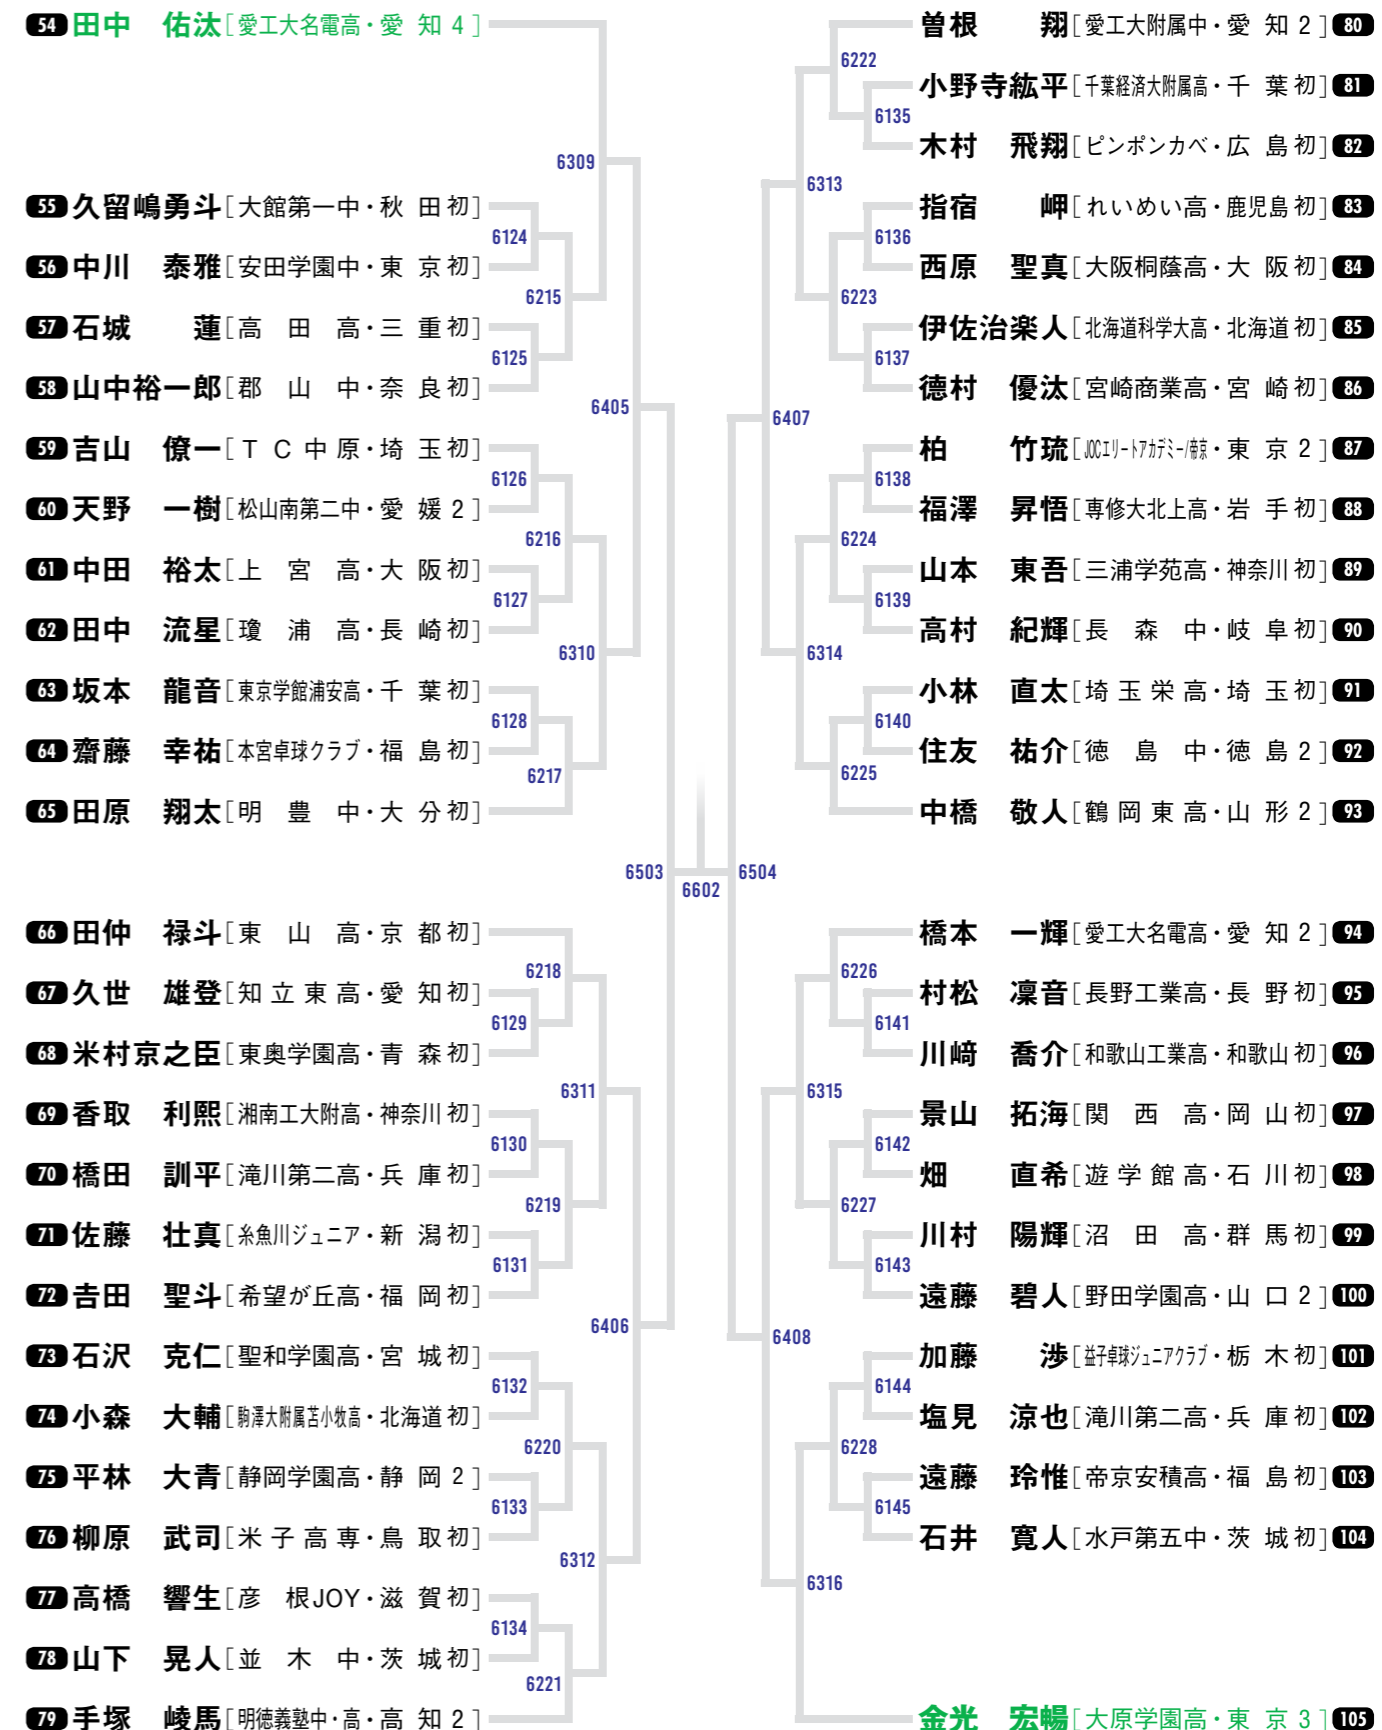 54 田中 佑汰［愛工大名電高・愛 知 4］
55 久留嶋勇斗［大館第一中・秋 田 初］
56 中川 泰雅［安田学園中・東 京 初］
57 石城 蓮［高 田 高・三 重 初］
58 山中裕一郎［郡 山 中・奈 良 初］
59 吉山 僚一［T C 中 原・埼 玉 初］
60 天野 一樹［松山南第二中・愛 媛 2］
61 中田 裕太［上 宮 高・大 阪 初］
62 田中 流星［瓊 浦 高・長 崎 初］
63 坂本 龍音［東京学館浦安高・千 葉 初］
64 齋藤 幸祐［本宮卓球クラブ・福 島 初］
65 田原 翔太［明 豊 中・大 分 初］
66 田仲 禄斗［東 山 高・京 都 初］
67 久世 雄登［知 立 東 高・愛 知 初］
68 米村京之臣［東奥学園高・青 森 初］
69 香取 利熙［湘南工大附高・神奈川 初］
70 橋田 訓平［滝川第二高・兵 庫 初］
71 佐藤 壮真［糸魚川ジュニア・新 潟 初］
72 𠮷田 聖斗［希望が丘高・福 岡 初］
73 石沢 克仁［聖和学園高・宮 城 初］
74 小森 大輔［駒澤大附属苫小牧高・北海道 初］
75 平林 大青［静岡学園高・静 岡 2］
76 柳原 武司［米 子 高 専・鳥 取 初］
77 高橋 響生［彦 根JOY・滋 賀 初］
78 山下 晃人［並 木 中・茨 城 初］
79 手塚 崚馬［明徳義塾中・高・高 知 2］
6309
6124
6215
6125
6405
6126
6216
6127
6310
6128
6217
6503
6218
6129
6311
6130
6219
6131
6406
6132
6220
6133
6312
6134
6221
6602
6504
6222
6135
6313
6136
6223
6137
6407
6138
6224
6139
6314
6140
6225
6226
6141
6315
6142
6227
6143
6408
6144
6228
6145
6316
曽根 翔［愛工大附属中・愛 知 2］80
小野寺紘平［千葉経済大附属高・千 葉 初］81
木村 飛翔［ピンポンカベ・広 島 初］82
指宿 岬［れいめい高・鹿児島 初］83
西原 聖真［大阪桐蔭高・大 阪 初］84
伊佐治楽人［北海道科学大高・北海道 初］85
德村 優汰［宮崎商業高・宮 崎 初］86
柏 竹琉［JOCエリートアカデミー/帝京・東 京 2］87
福澤 昇悟［専修大北上高・岩 手 初］88
山本 東吾［三浦学苑高・神奈川 初］89
高村 紀輝［長 森 中・岐 阜 初］90
小林 直太［埼 玉 栄 高・埼 玉 初］91
住友 祐介［徳 島 中・徳 島 2］92
中橋 敬人［鶴 岡 東 高・山 形 2］93
橋本 一輝［愛工大名電高・愛 知 2］94
村松 凜音［長野工業高・長 野 初］95
川﨑 喬介［和歌山工業高・和歌山 初］96
景山 拓海［関 西 高・岡 山 初］97
畑 直希［遊 学 館 高・石 川 初］98
川村 陽輝［沼 田 高・群 馬 初］99
遠藤 碧人［野田学園高・山 口 2］100
加藤 渉［益子卓球ジュニアクラブ・栃 木 初］101
塩見 涼也［滝川第二高・兵 庫 初］102
遠藤 玲惟［帝京安積高・福 島 初］103
石井 寛人［水戸第五中・茨 城 初］104
金光 宏暢［大原学園高・東 京 3］105